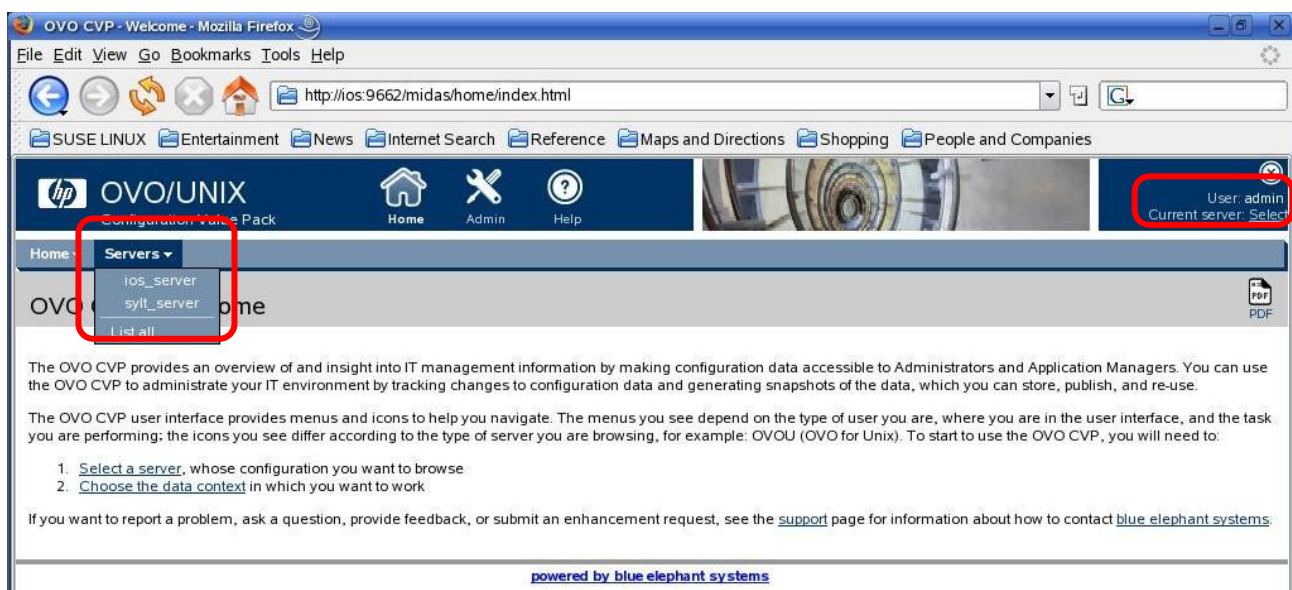 OVO CVP - Welcome - Mozilla Firefox
File Edit View Go Bookmarks Tools Help
http://ios:9662/midas/home/index.html
G
SUSE LINUX Entertainment News Internet Search Reference Maps and Directions Shopping People and Companies
hp OVO/UNIX
Configuration Value Pack
Home Admin Help
User: admin
Current server: Select
Home Servers
ios_server
sylt_server
List all
OVO ome
PDF
PDF
The OVO CVP provides an overview of and insight into IT management information by making configuration data accessible to Administrators and Application Managers. You can use
the OVO CVP to administrate your IT environment by tracking changes to configuration data and generating snapshots of the data, which you can store, publish, and re-use.
The OVO CVP user interface provides menus and icons to help you navigate. The menus you see depend on the type of user you are, where you are in the user interface, and the task
you are performing; the icons you see differ according to the type of server you are browsing, for example: OVOU (OVO for Unix). To start to use the OVO CVP, you will need to:
1. Select a server, whose configuration you want to browse
2. Choose the data context in which you want to work
If you want to report a problem, ask a question, provide feedback, or submit an enhancement request, see the support page for information about how to contact blue elephant systems.
powered by blue elephant systems